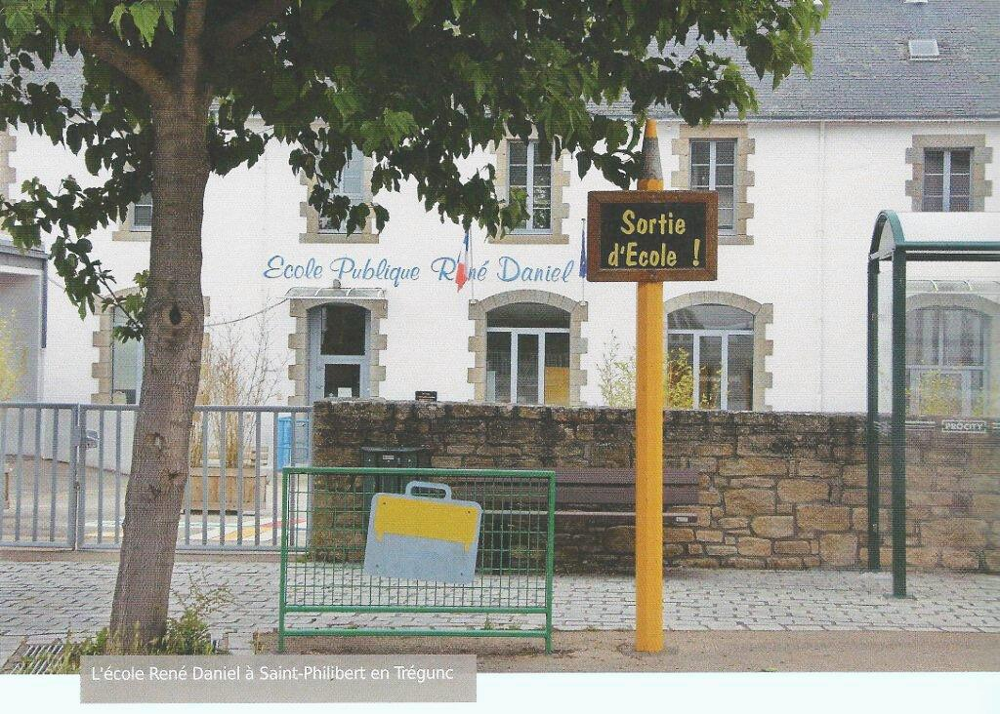 Ecole Publique René Daniel
Sortie
d'Ecole !
PROCITY
L'école René Daniel à Saint-Philibert en Trégunc